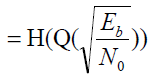 = H(Q(√(E_b/N_0)))